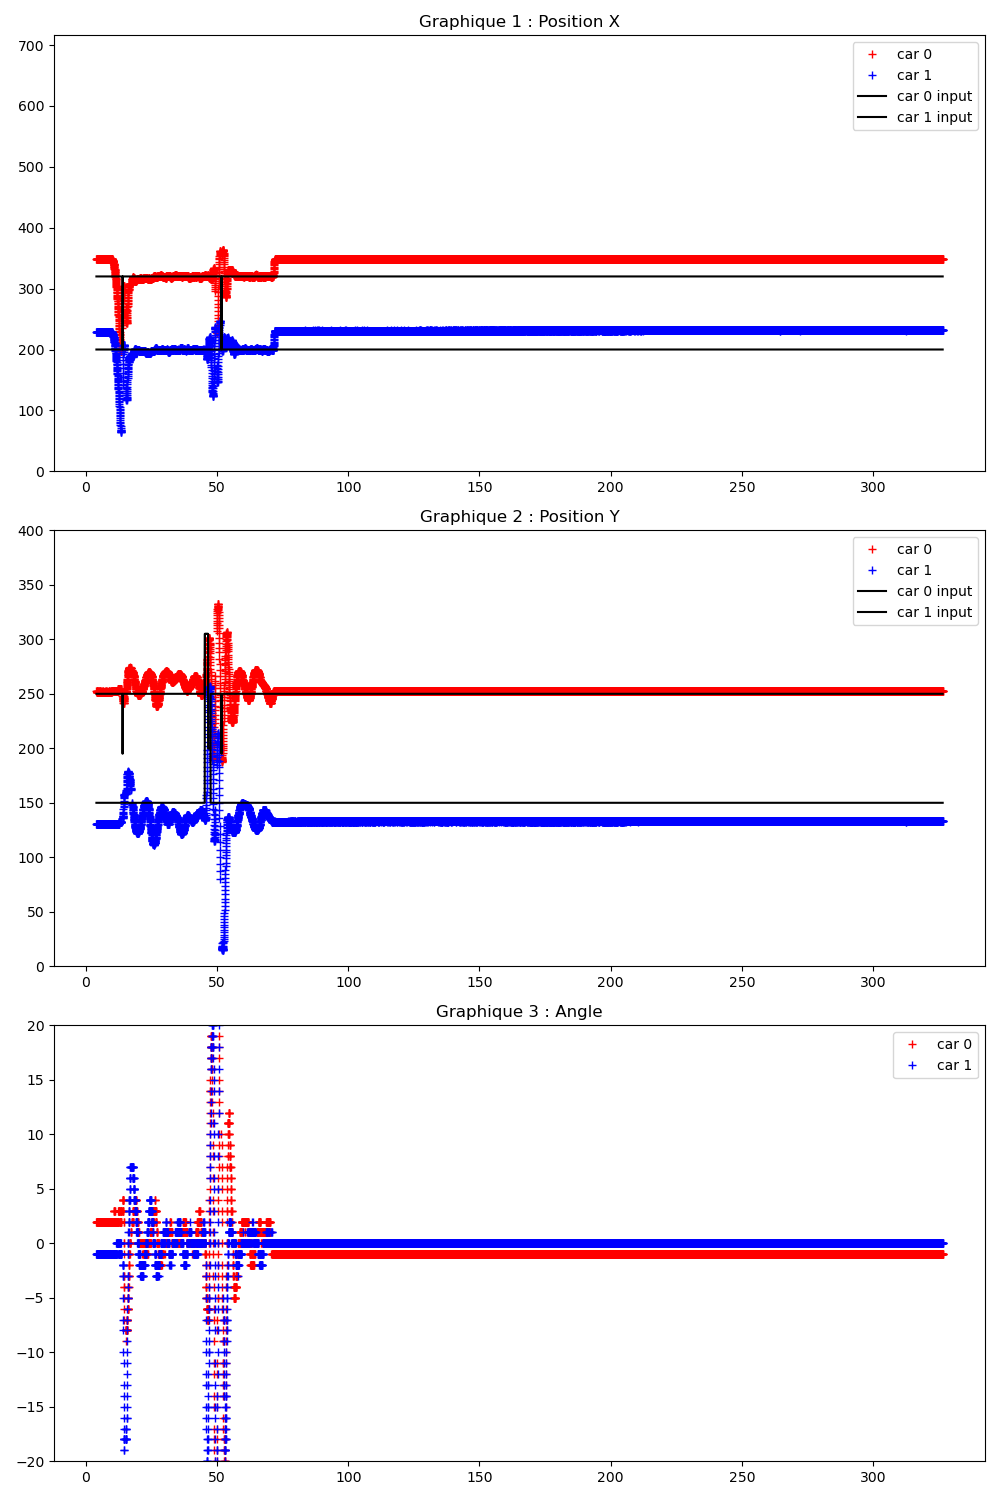 Graphique 1 : Position X
700
600
500
400
300
200
100
0
car 0
car 1
car 0 input
car 1 input
0 50 100 150 200 250 300
Graphique 2 : Position Y
400
350
300
250
200
150
100
50
0
car 0
car 1
car 0 input
car 1 input
0 50 100 150 200 250 300
Graphique 3 : Angle
20
15
10
5
0
−5
−10
−15
−20
car 0
car 1
0 50 100 150 200 250 300